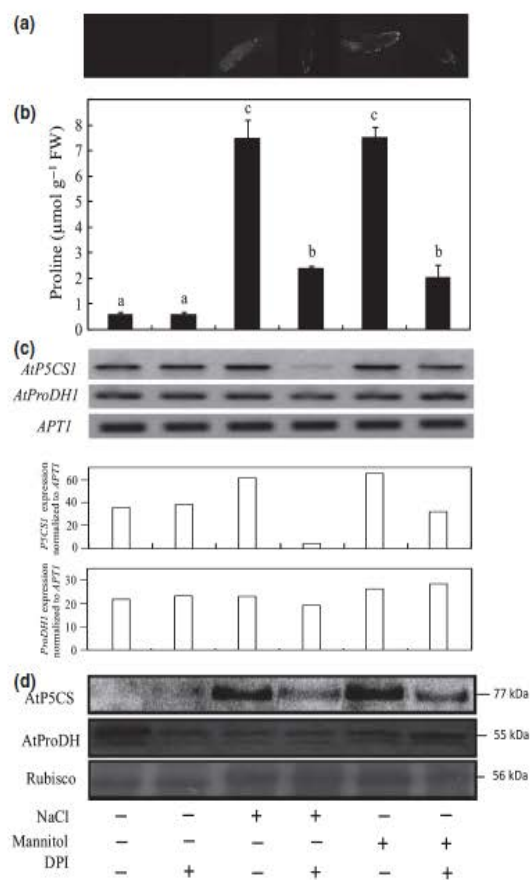 (a)
(b)
Proline (µmol g⁻¹ FW)
8
7
6
5
4
3
2
1
0
a a c b c b
(c)
AtP5CS1
AtProDH1
APT1
P5CS1 expression
normalized to APT1
60
40
20
0
ProDH1 expression
normalized to APT1
30
20
10
0
(d)
AtP5CS 77 kDa
AtProDH 55 kDa
Rubisco 56 kDa
NaCl − − + + − −
Mannitol − − − − + +
DPI − + − + − +